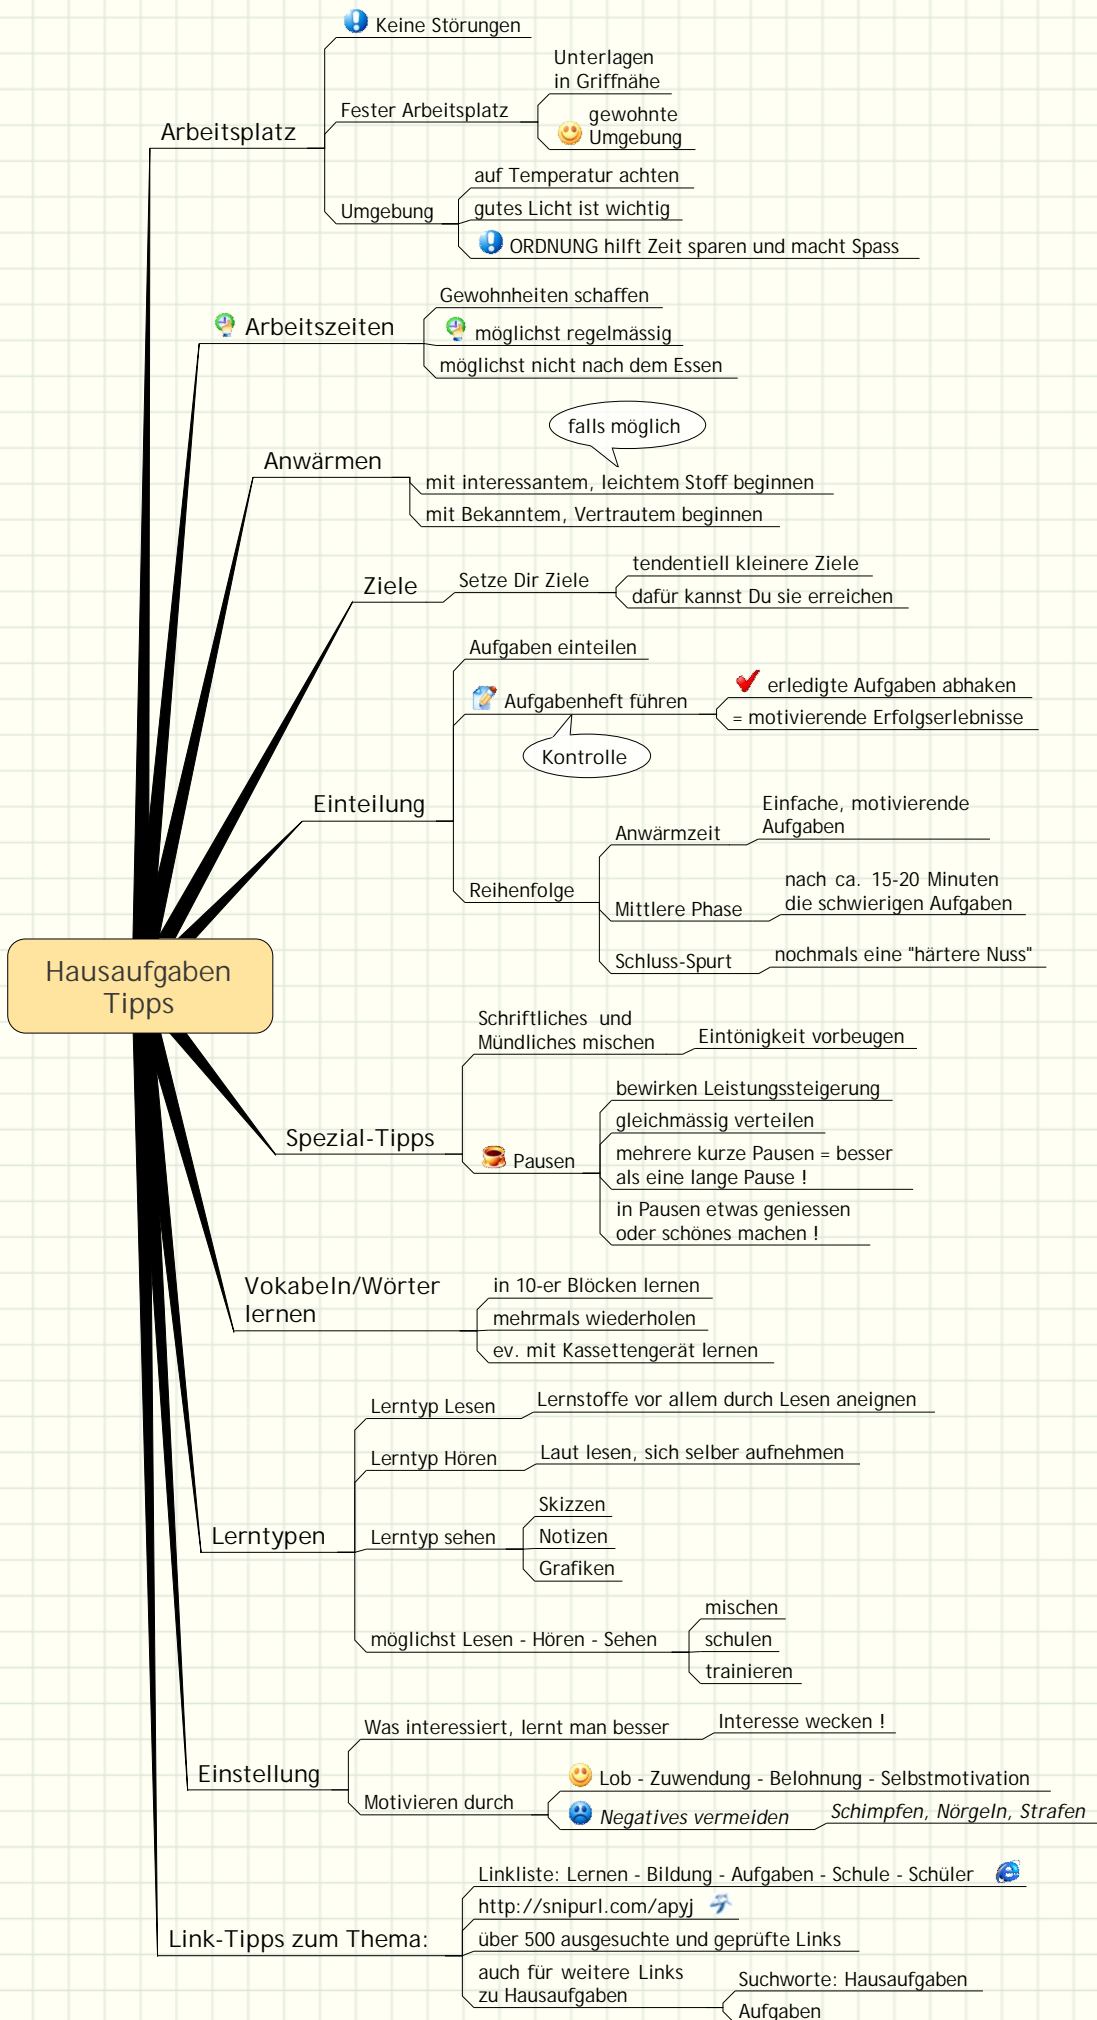 Hausaufgaben
Tipps
Arbeitsplatz
Keine Störungen
Fester Arbeitsplatz
Unterlagen
in Griffnähe
gewohnte
Umgebung
Umgebung
auf Temperatur achten
gutes Licht ist wichtig
ORDNUNG hilft Zeit sparen und macht Spass
Arbeitszeiten
Gewohnheiten schaffen
möglichst regelmässig
möglichst nicht nach dem Essen
Anwärmen
falls möglich
mit interessantem, leichtem Stoff beginnen
mit Bekanntem, Vertrautem beginnen
Ziele
Setze Dir Ziele
tendentiell kleinere Ziele
dafür kannst Du sie erreichen
Einteilung
Aufgaben einteilen
Aufgabenheft führen
Kontrolle
erledigte Aufgaben abhaken
= motivierende Erfolgserlebnisse
Reihenfolge
Anwärmzeit
Einfache, motivierende
Aufgaben
Mittlere Phase
nach ca. 15-20 Minuten
die schwierigen Aufgaben
Schluss-Spurt
nochmals eine "härtere Nuss"
Spezial-Tipps
Schriftliches und
Mündliches mischen
Eintönigkeit vorbeugen
Pausen
bewirken Leistungssteigerung
gleichmässig verteilen
mehrere kurze Pausen = besser
als eine lange Pause !
in Pausen etwas geniessen
oder schönes machen !
Vokabeln/Wörter
lernen
in 10-er Blöcken lernen
mehrmals wiederholen
ev. mit Kassettengerät lernen
Lerntypen
Lerntyp Lesen
Lernstoffe vor allem durch Lesen aneignen
Lerntyp Hören
Laut lesen, sich selber aufnehmen
Lerntyp sehen
Skizzen
Notizen
Grafiken
möglichst Lesen - Hören - Sehen
mischen
schulen
trainieren
Einstellung
Was interessiert, lernt man besser
Interesse wecken !
Motivieren durch
Lob - Zuwendung - Belohnung - Selbstmotivation
Negatives vermeiden
Schimpfen, Nörgeln, Strafen
Link-Tipps zum Thema:
Linkliste: Lernen - Bildung - Aufgaben - Schule - Schüler
http://snipurl.com/apyj
über 500 ausgesuchte und geprüfte Links
auch für weitere Links
zu Hausaufgaben
Suchworte: Hausaufgaben
Aufgaben